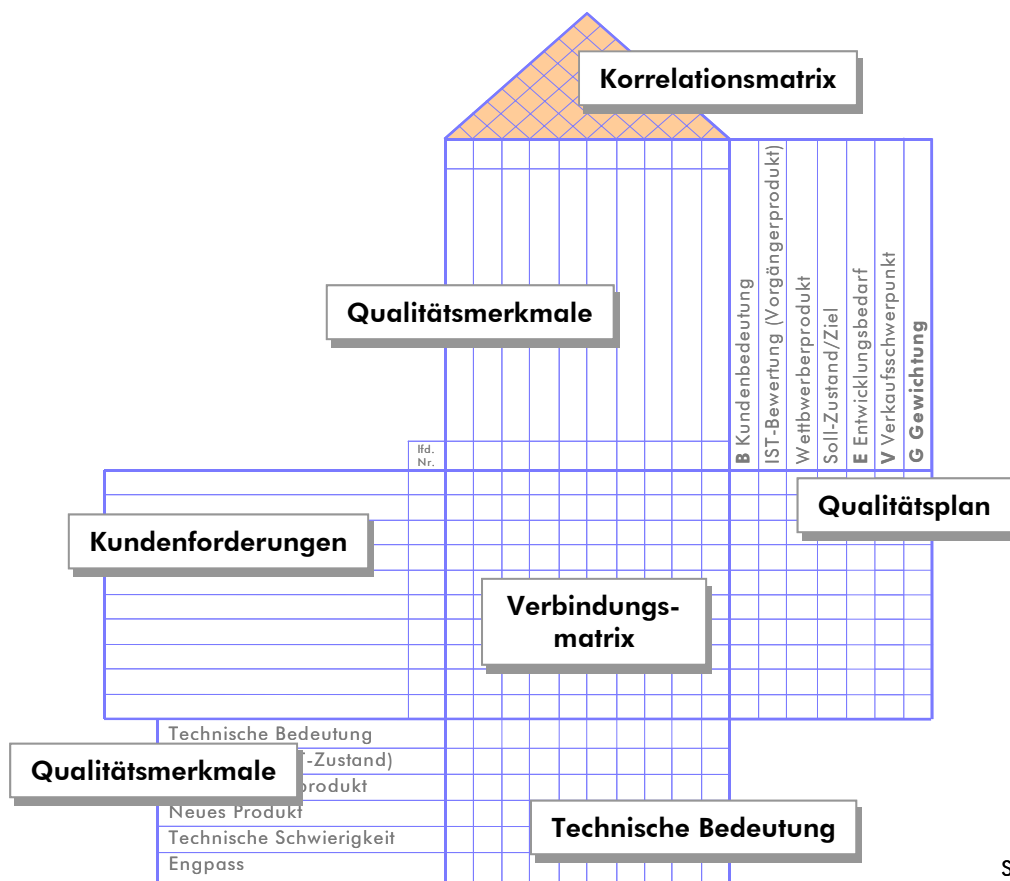 Korrelationsmatrix
Qualitätsmerkmale
B Kundenbedeutung
IST-Bewertung (Vorgängerprodukt)
Wettbwerberprodukt
Soll-Zustand/Ziel
E Entwicklungsbedarf
V Verkaufsschwerpunkt
G Gewichtung
lfd.
Nr.
Qualitätsplan
Kundenforderungen
Verbindungs-
matrix
Technische Bedeutung
-Zustand)
Qualitätsmerkmale
produkt
Neues Produkt
Technische Bedeutung
Technische Schwierigkeit
Engpass
S